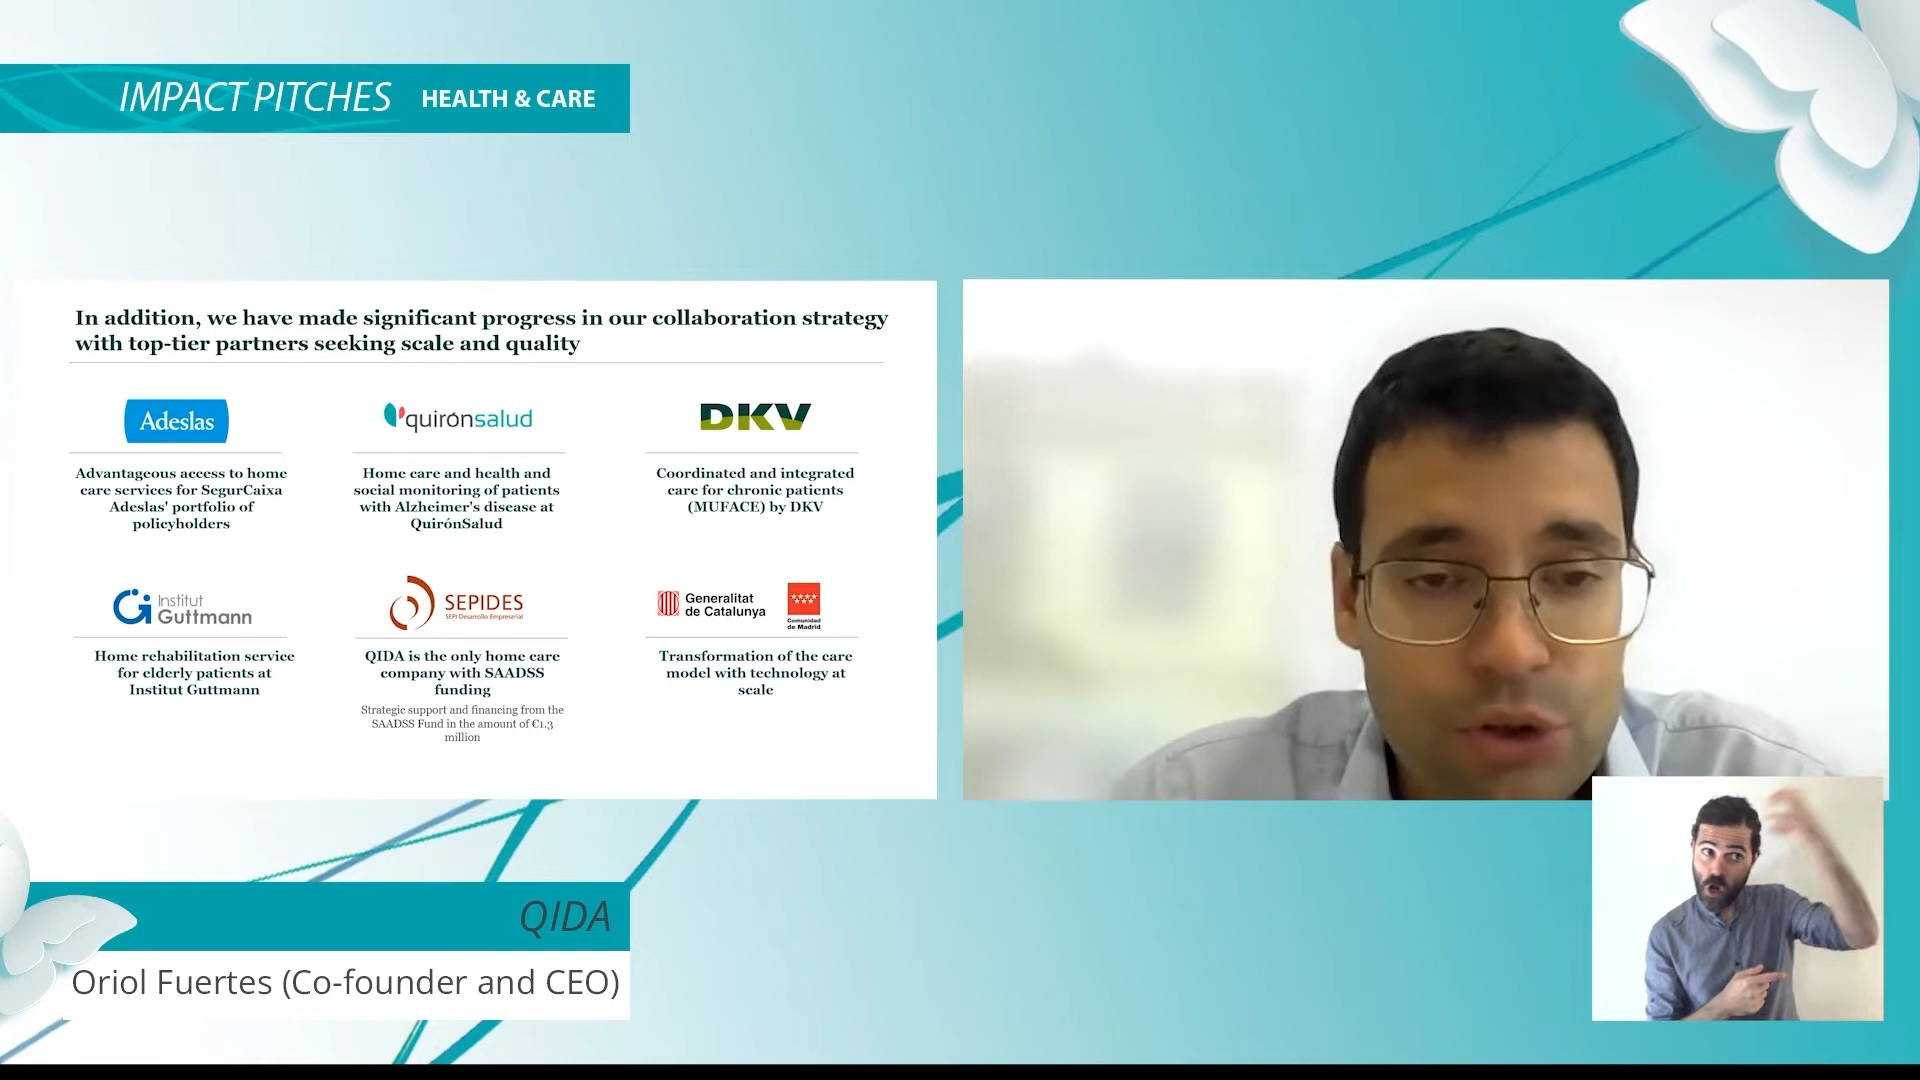 IMPACT PITCHES HEALTH & CARE
In addition, we have made significant progress in our collaboration strategy
with top-tier partners seeking scale and quality
Adeslas
Advantageous access to home
care services for SegurCaixa
Adeslas' portfolio of
policyholders
quirónsalud
Home care and health and
social monitoring of patients
with Alzheimer's disease at
QuirónSalud
DKV
Coordinated and integrated
care for chronic patients
(MUFACE) by DKV
Institut
Guttmann
Home rehabilitation service
for elderly patients at
Institut Guttmann
SEPIDES
SEPI Desarrollo Empresarial
QIDA is the only home care
company with SAADSS
funding
Strategic support and financing from the
SAADSS Fund in the amount of €1.3
million
Generalitat
de Catalunya
Comunidad
de Madrid
Transformation of the care
model with technology at
scale
QIDA
Oriol Fuertes (Co-founder and CEO)